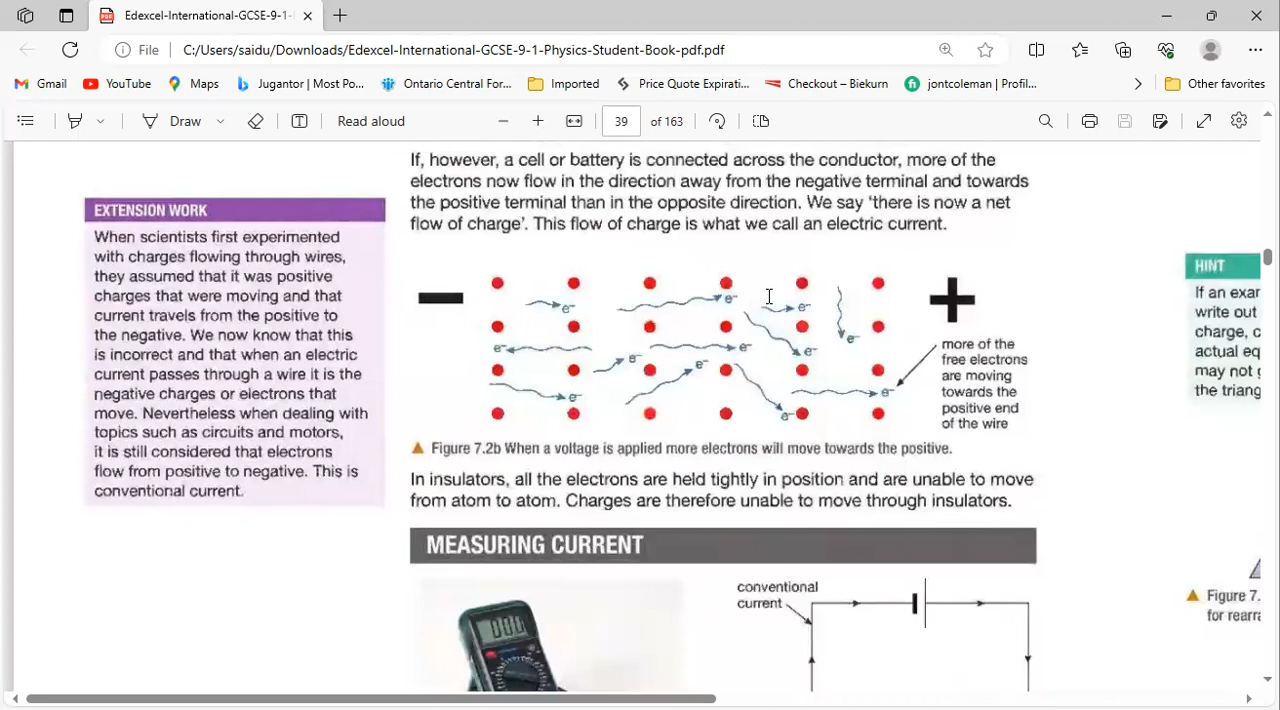 Edexcel-International-GCSE-9-1-
File
C:/Users/saidu/Downloads/Edexcel-International-GCSE-9-1-Physics-Student-Book-pdf.pdf
Gmail
YouTube
Maps
Jugantor | Most Po...
Ontario Central For...
Imported
Price Quote Expirati...
Checkout – Biekurn
jontcoleman | Profil...
Other favorites
Draw
Read aloud
39
of 163
If, however, a cell or battery is connected across the conductor, more of the
electrons now flow in the direction away from the negative terminal and towards
the positive terminal than in the opposite direction. We say ‘there is now a net
flow of charge’. This flow of charge is what we call an electric current.
EXTENSION WORK
When scientists first experimented
with charges flowing through wires,
they assumed that it was positive
charges that were moving and that
current travels from the positive to
the negative. We now know that this
is incorrect and that when an electric
current passes through a wire it is the
negative charges or electrons that
move. Nevertheless when dealing with
topics such as circuits and motors,
it is still considered that electrons
flow from positive to negative. This is
conventional current.
e⁻
e⁻
e⁻
e⁻
e⁻
e⁻
e⁻
e⁻
e⁻
e⁻
e⁻
e⁻
more of the
free electrons
are moving
towards the
positive end
of the wire
Figure 7.2b When a voltage is applied more electrons will move towards the positive.
In insulators, all the electrons are held tightly in position and are unable to move
from atom to atom. Charges are therefore unable to move through insulators.
MEASURING CURRENT
000
conventional
current
HINT
If an exar
write out
charge, c
actual eq
may not
the triang
Figure 7.
for rearra